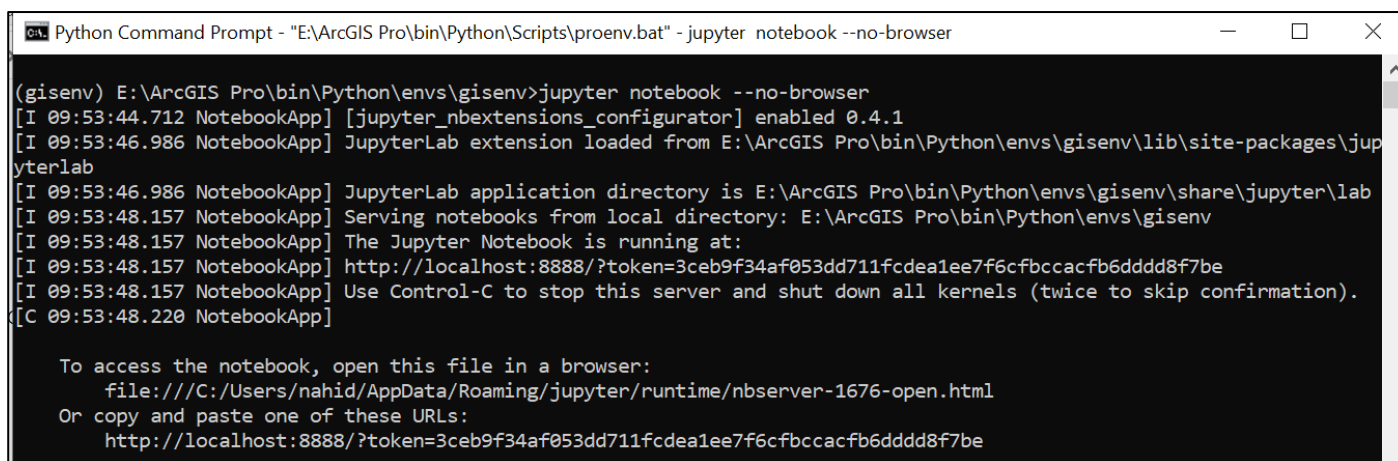 Python Command Prompt - "E:\ArcGIS Pro\bin\Python\Scripts\proenv.bat" - jupyter  notebook --no-browser
(gisenv) E:\ArcGIS Pro\bin\Python\envs\gisenv>jupyter notebook --no-browser
[I 09:53:44.712 NotebookApp] [jupyter_nbextensions_configurator] enabled 0.4.1
[I 09:53:46.986 NotebookApp] JupyterLab extension loaded from E:\ArcGIS Pro\bin\Python\envs\gisenv\lib\site-packages\jup
yterlab
[I 09:53:46.986 NotebookApp] JupyterLab application directory is E:\ArcGIS Pro\bin\Python\envs\gisenv\share\jupyter\lab
[I 09:53:48.157 NotebookApp] Serving notebooks from local directory: E:\ArcGIS Pro\bin\Python\envs\gisenv
[I 09:53:48.157 NotebookApp] The Jupyter Notebook is running at:
[I 09:53:48.157 NotebookApp] http://localhost:8888/?token=3ceb9f34af053dd711fcdea1ee7f6cfbccacfb6dddd8f7be
[I 09:53:48.157 NotebookApp] Use Control-C to stop this server and shut down all kernels (twice to skip confirmation).
[C 09:53:48.220 NotebookApp]
To access the notebook, open this file in a browser:
file:///C:/Users/nahid/AppData/Roaming/jupyter/runtime/nbserver-1676-open.html
Or copy and paste one of these URLs:
http://localhost:8888/?token=3ceb9f34af053dd711fcdea1ee7f6cfbccacfb6dddd8f7be